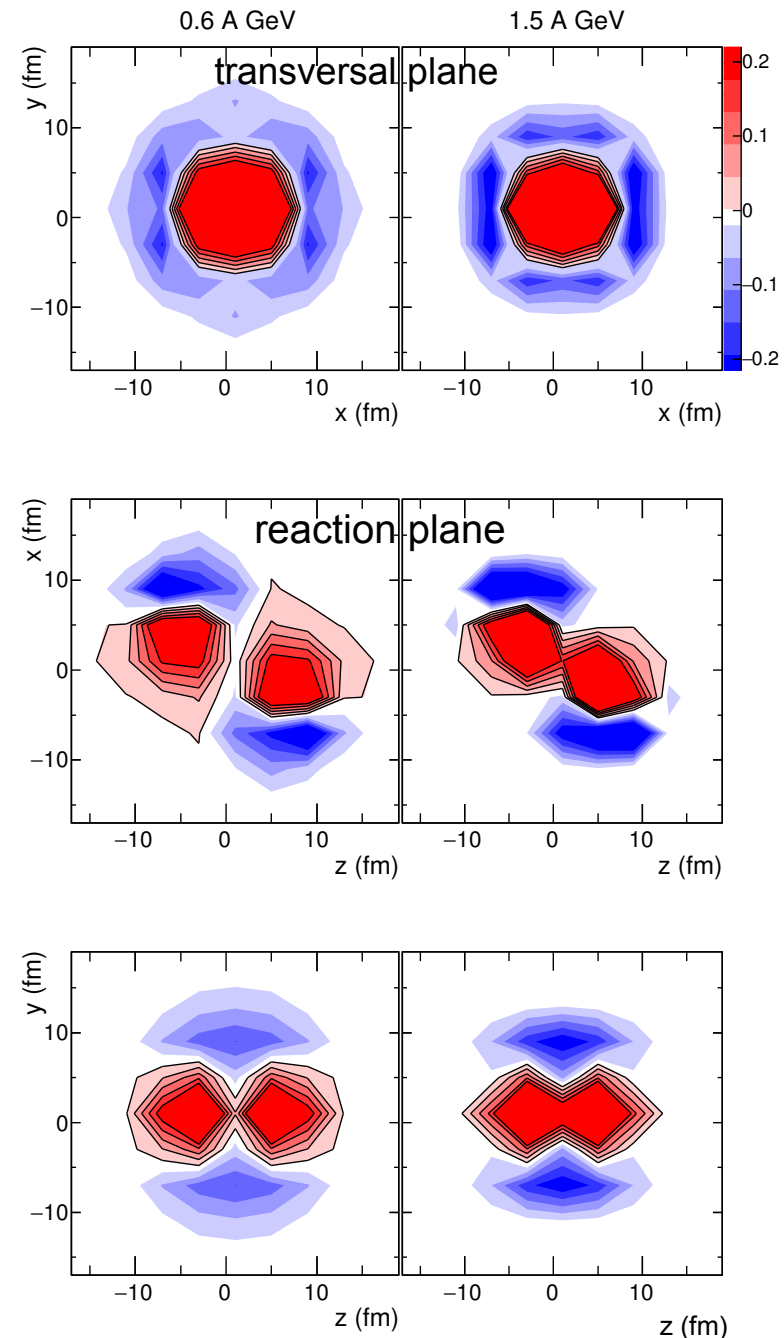 0.6 A GeV 1.5 A GeV
transversal plane
y (fm)
10
0
−10
0.2
0.1
0
−0.1
−0.2
−10 0 10 −10 0 10
x (fm) x (fm)
reaction plane
x (fm)
10
0
−10
−10 0 10 −10 0 10
z (fm) z (fm)
y (fm)
10
0
−10
−10 0 10 −10 0 10
z (fm) z (fm)